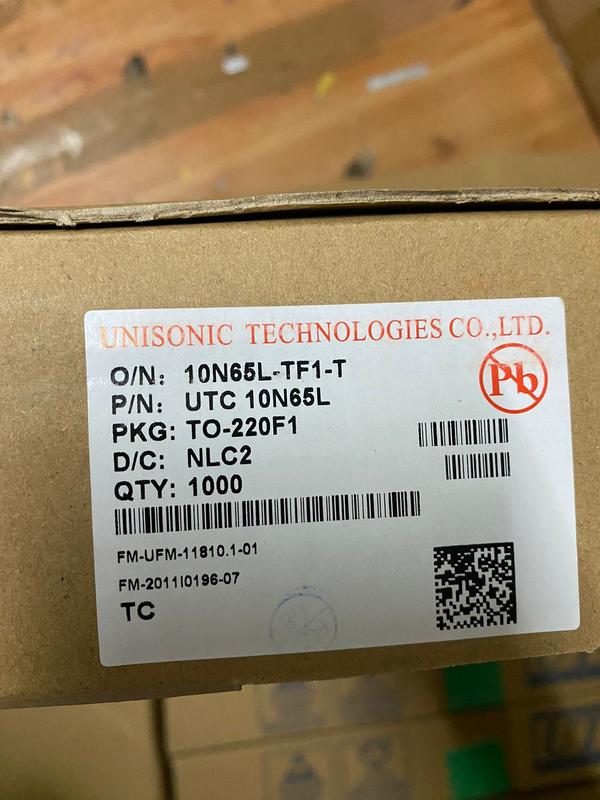 UNISONIC TECHNOLOGIES CO.,LTD.
O/N: 10N65L-TF1-T
P/N: UTC 10N65L
Pb
PKG: TO-220F1
D/C: NLC2
QTY: 1000
FM-UFM-11810.1-01
FM-2011I0196-07
TC